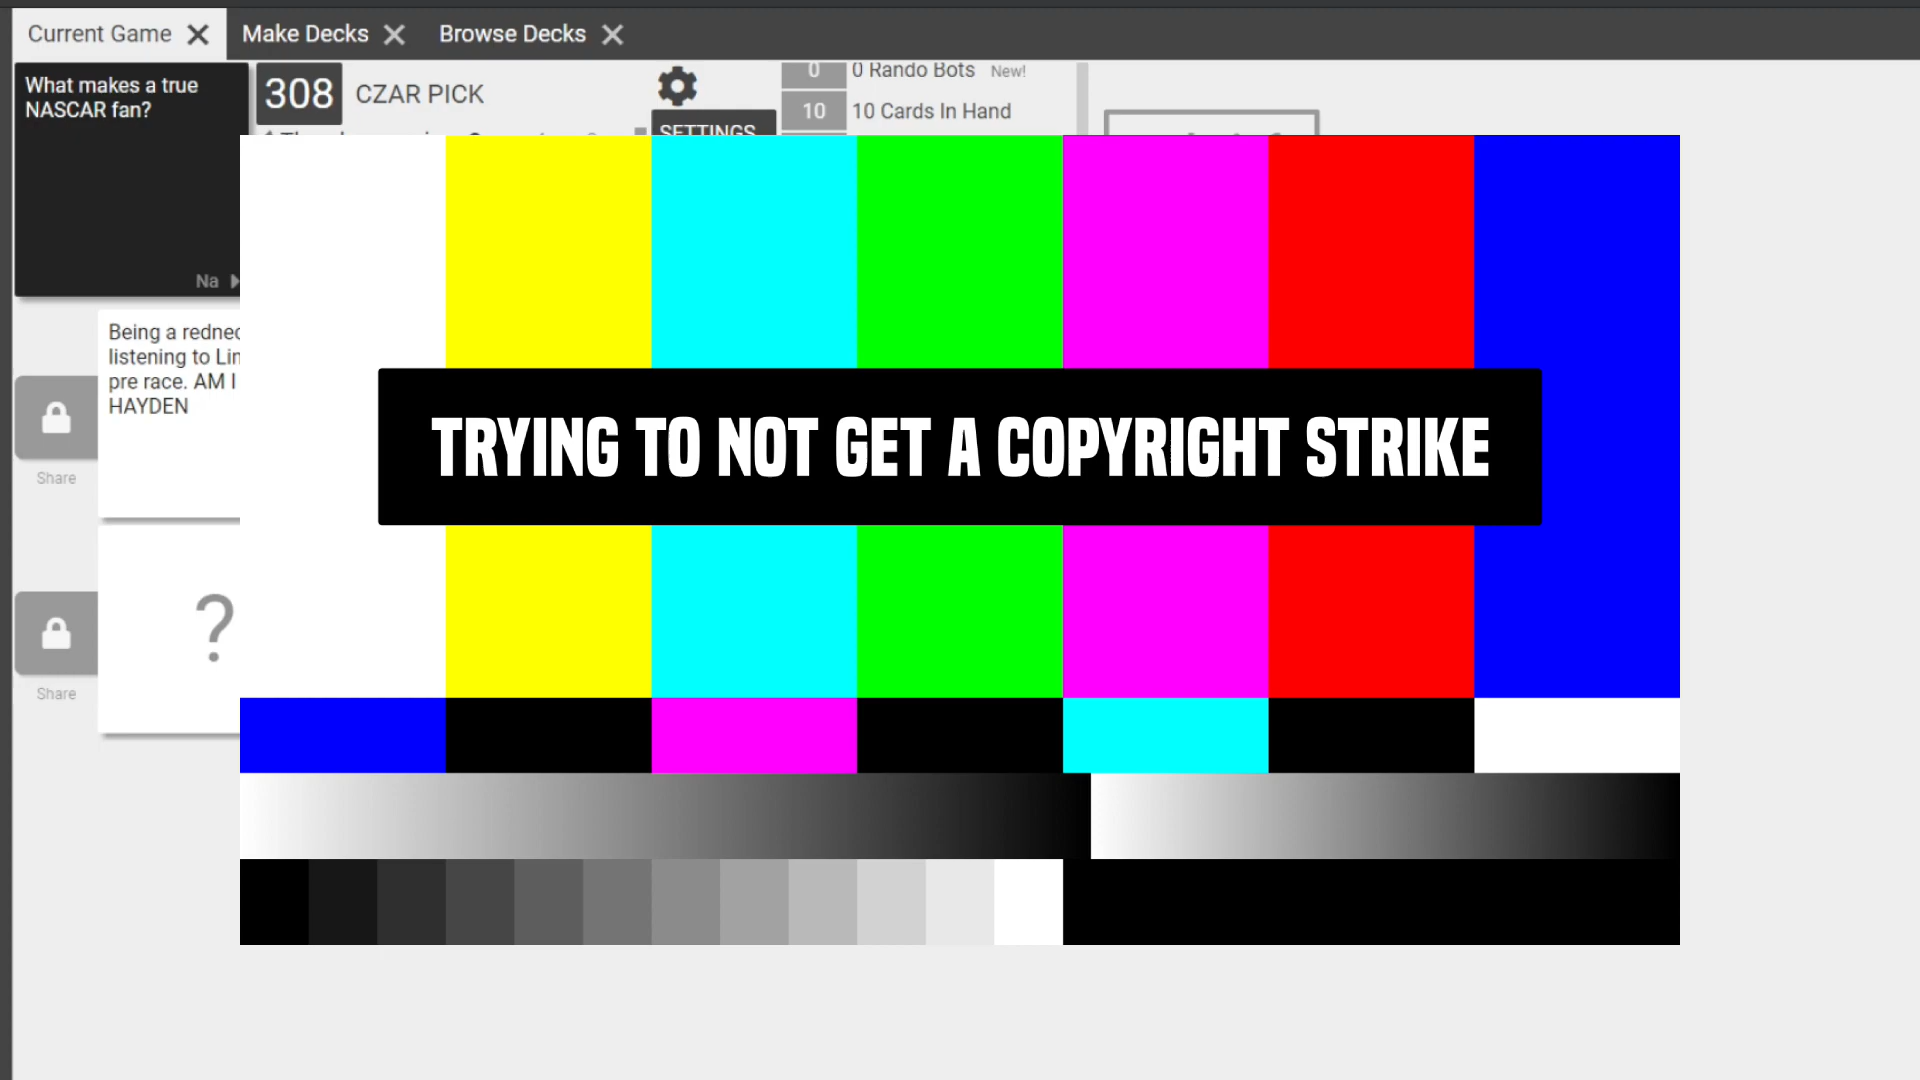 Current Game
Make Decks
Browse Decks
What makes a true
NASCAR fan?
Na
308
CZAR PICK
SETTINGS
0
0 Rando Bots New!
10
10 Cards In Hand
Being a
listening to
pre race. AM I
HAYDEN
Share
?
Share
TRYING TO NOT GET A COPYRIGHT STRIKE